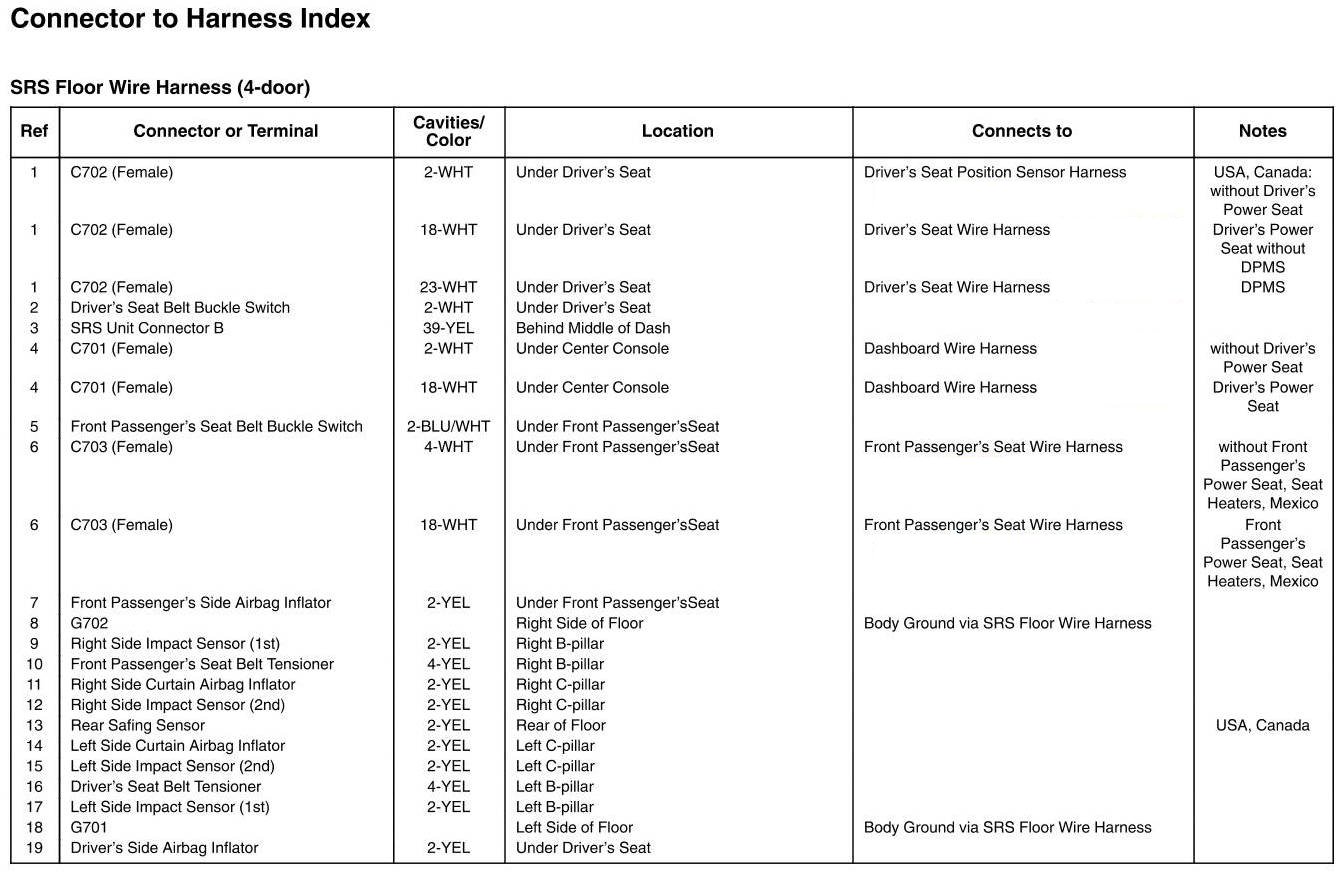 Connector to Harness Index
SRS Floor Wire Harness (4-door)
Ref Connector or Terminal Cavities/ Color Location Connects to Notes
1 C702 (Female) 2-WHT Under Driver's Seat Driver's Seat Position Sensor Harness USA, Canada:
without Driver's
Power Seat
1 C702 (Female) 18-WHT Under Driver's Seat Driver's Seat Wire Harness Driver's Power
Seat without
DPMS
1 C702 (Female) 23-WHT Under Driver's Seat Driver's Seat Wire Harness DPMS
2 Driver's Seat Belt Buckle Switch 2-WHT Under Driver's Seat
3 SRS Unit Connector B 39-YEL Behind Middle of Dash
4 C701 (Female) 2-WHT Under Center Console Dashboard Wire Harness without Driver's
Power Seat
4 C701 (Female) 18-WHT Under Center Console Dashboard Wire Harness Driver's Power
Seat
5 Front Passenger's Seat Belt Buckle Switch 2-BLU/WHT Under Front Passenger'sSeat
6 C703 (Female) 4-WHT Under Front Passenger'sSeat Front Passenger's Seat Wire Harness without Front
Passenger's
Power Seat, Seat
Heaters, Mexico
6 C703 (Female) 18-WHT Under Front Passenger'sSeat Front Passenger's Seat Wire Harness Front
Passenger's
Power Seat, Seat
Heaters, Mexico
7 Front Passenger's Side Airbag Inflator 2-YEL Under Front Passenger'sSeat
8 G702 Right Side of Floor Body Ground via SRS Floor Wire Harness
9 Right Side Impact Sensor (1st) 2-YEL Right B-pillar
10 Front Passenger's Seat Belt Tensioner 4-YEL Right B-pillar
11 Right Side Curtain Airbag Inflator 2-YEL Right C-pillar
12 Right Side Impact Sensor (2nd) 2-YEL Right C-pillar
13 Rear Safing Sensor 2-YEL Rear of Floor USA, Canada
14 Left Side Curtain Airbag Inflator 2-YEL Left C-pillar
15 Left Side Impact Sensor (2nd) 2-YEL Left C-pillar
16 Driver's Seat Belt Tensioner 4-YEL Left B-pillar
17 Left Side Impact Sensor (1st) 2-YEL Left B-pillar
18 G701 Left Side of Floor Body Ground via SRS Floor Wire Harness
19 Driver's Side Airbag Inflator 2-YEL Under Driver's Seat